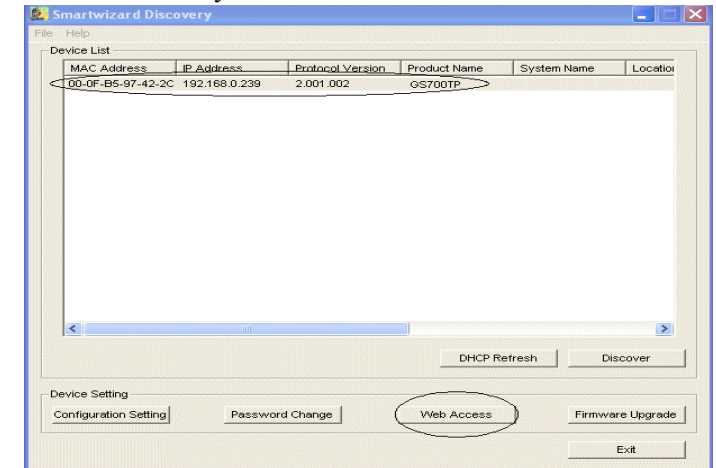 Smartwizard Discovery
File Help
Device List
MAC Address IP Address Protocol Version Product Name System Name Location
00-0F-B5-97-42-2C 192.168.0.239 2.001.002 GS700TP
DHCP Refresh Discover
Device Setting
Configuration Setting Password Change Web Access Firmware Upgrade
Exit